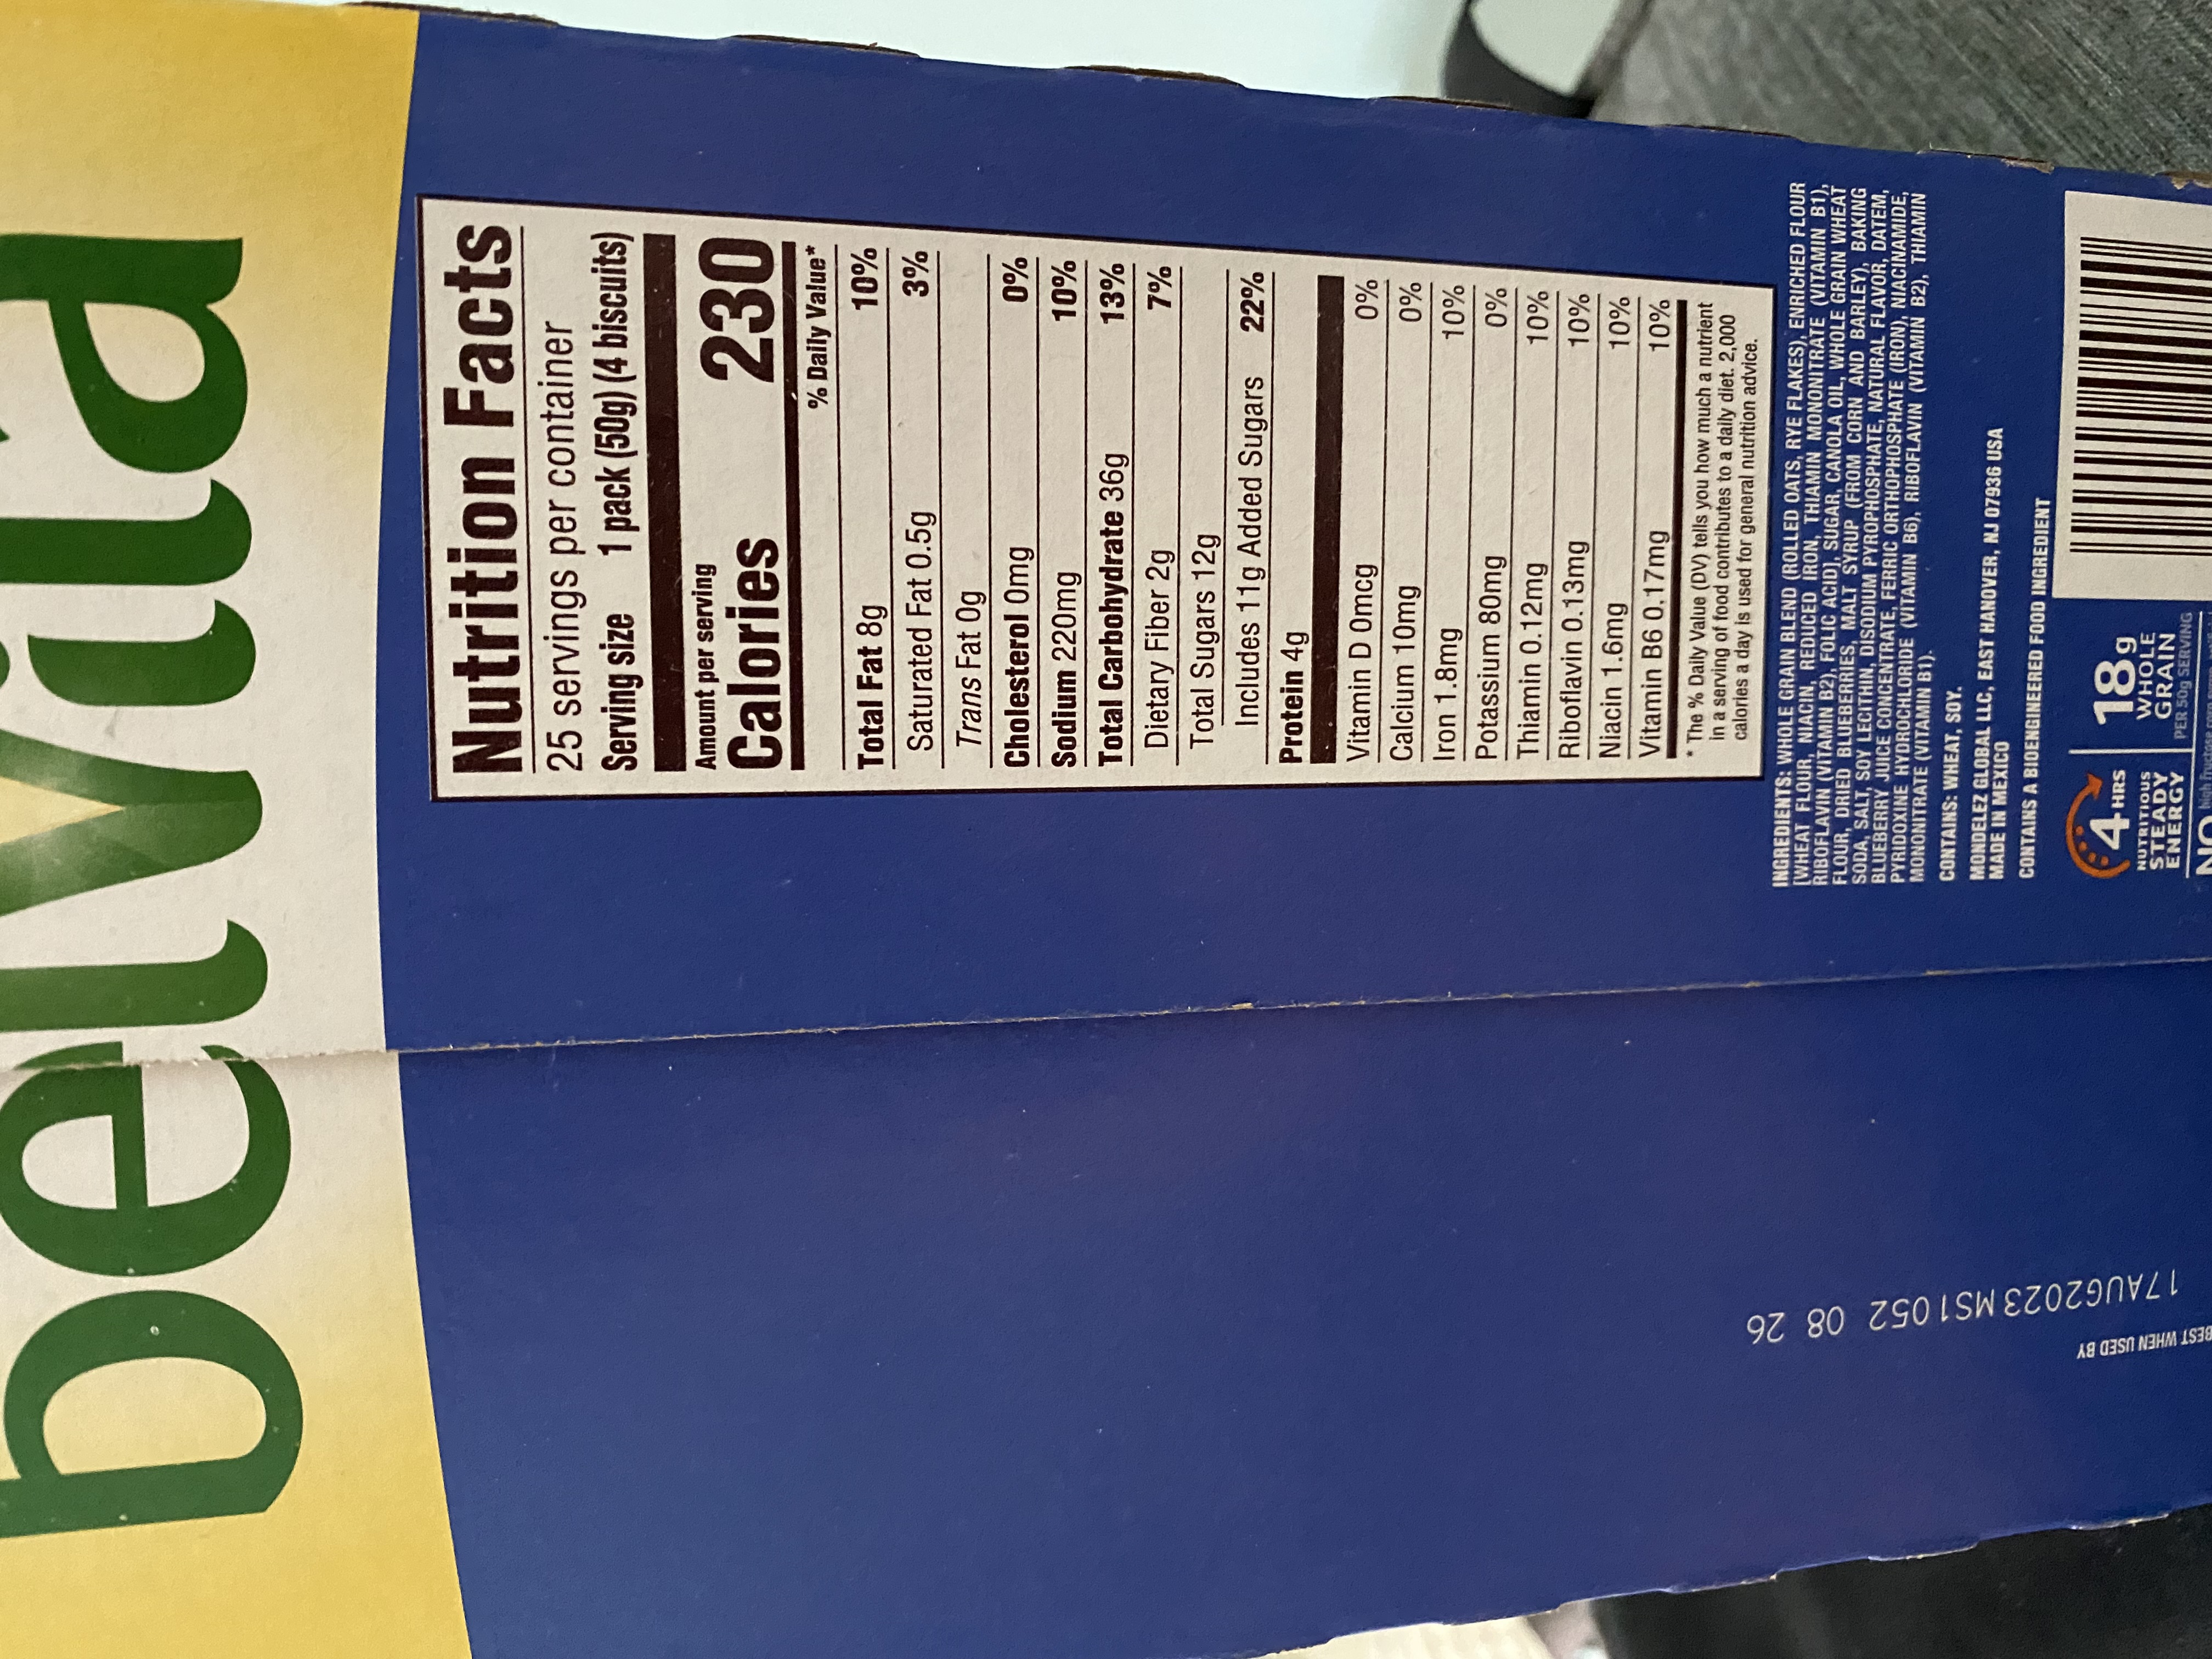 belVita
Nutrition Facts
25 servings per container
Serving size 1 pack (50g) (4 biscuits)
Amount per serving
Calories 230
% Daily Value*
Total Fat 8g 10%
Saturated Fat 0.5g 3%
Trans Fat 0g
Cholesterol 0mg 0%
Sodium 220mg 10%
Total Carbohydrate 36g 13%
Dietary Fiber 2g 7%
Total Sugars 12g
Includes 11g Added Sugars 22%
Protein 4g
Vitamin D 0mcg 0%
Calcium 10mg 0%
Iron 1.8mg 10%
Potassium 80mg 0%
Thiamin 0.12mg 10%
Riboflavin 0.13mg 10%
Niacin 1.6mg 10%
Vitamin B6 0.17mg 10%
* The % Daily Value (DV) tells you how much a nutrient
in a serving of food contributes to a daily diet. 2,000
calories a day is used for general nutrition advice.
INGREDIENTS: WHOLE GRAIN BLEND (ROLLED OATS, RYE FLAKES), ENRICHED FLOUR
[WHEAT FLOUR, NIACIN, REDUCED IRON, THIAMIN MONONITRATE (VITAMIN B1),
RIBOFLAVIN (VITAMIN B2), FOLIC ACID], SUGAR, CANOLA OIL, WHOLE GRAIN WHEAT
FLOUR, DRIED BLUEBERRIES, MALT SYRUP (FROM CORN AND BARLEY), BAKING
SODA, SALT, SOY LECITHIN, DISODIUM PYROPHOSPHATE, NATURAL FLAVOR, DATEM,
BLUEBERRY JUICE CONCENTRATE, FERRIC ORTHOPHOSPHATE (IRON), NIACINAMIDE,
PYRIDOXINE HYDROCHLORIDE (VITAMIN B6), RIBOFLAVIN (VITAMIN B2), THIAMIN
MONONITRATE (VITAMIN B1).
CONTAINS: WHEAT, SOY.
MONDELEZ GLOBAL LLC, EAST HANOVER, NJ 07936 USA
MADE IN MEXICO
CONTAINS A BIOENGINEERED FOOD INGREDIENT
4 HRS
NUTRITIOUS
STEADY
ENERGY
18g
WHOLE
GRAIN
PER 50g SERVING
NO high fructose corn
BEST WHEN USED BY
17AUG2023 MS1052 08 26